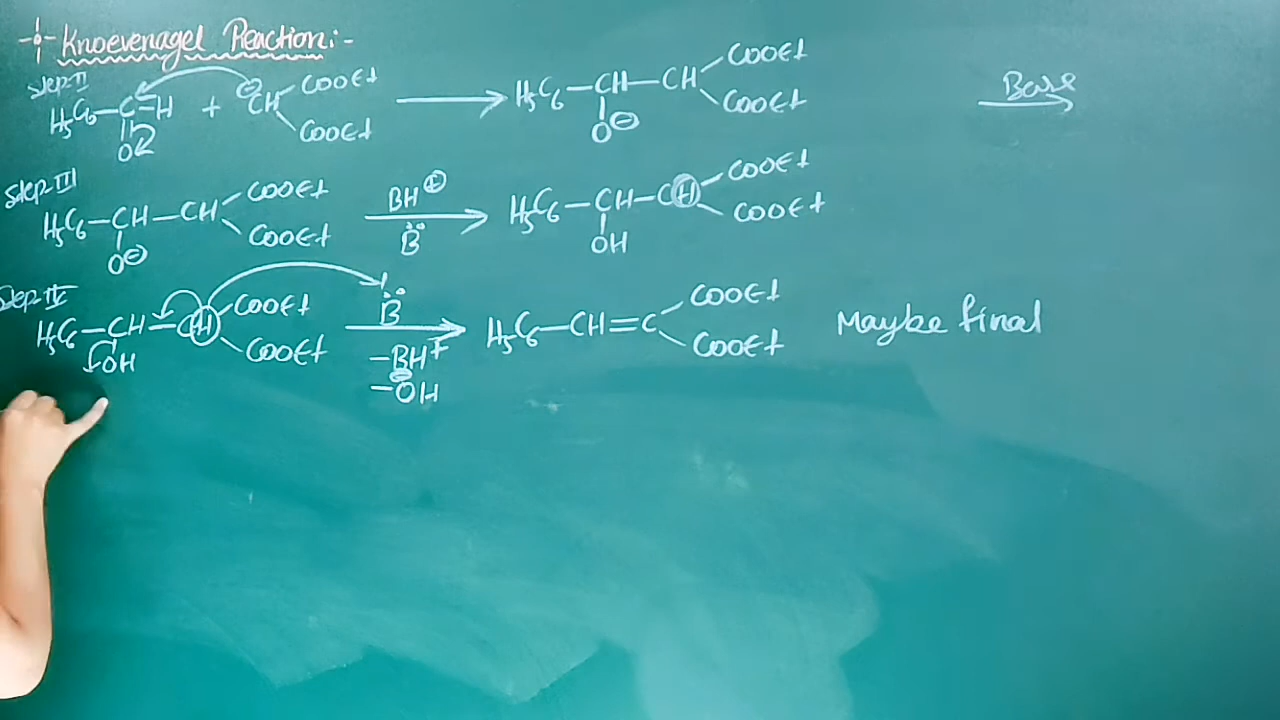 Knoevenagel Reaction:-
Step-II
H5C6-C-H + ⊖CH COOEt COOEt → H5C6-CH-CH COOEt COOEt Base
O O⊖
Step-III
H5C6-CH-CH COOEt COOEt BH⊕ B̈ → H5C6-CH-CH COOEt COOEt
O⊖ OH
Step-IV
H5C6-CH-CH COOEt COOEt B̈ → H5C6-CH=C COOEt COOEt Maybe final
OH -BH+
-OH⊖